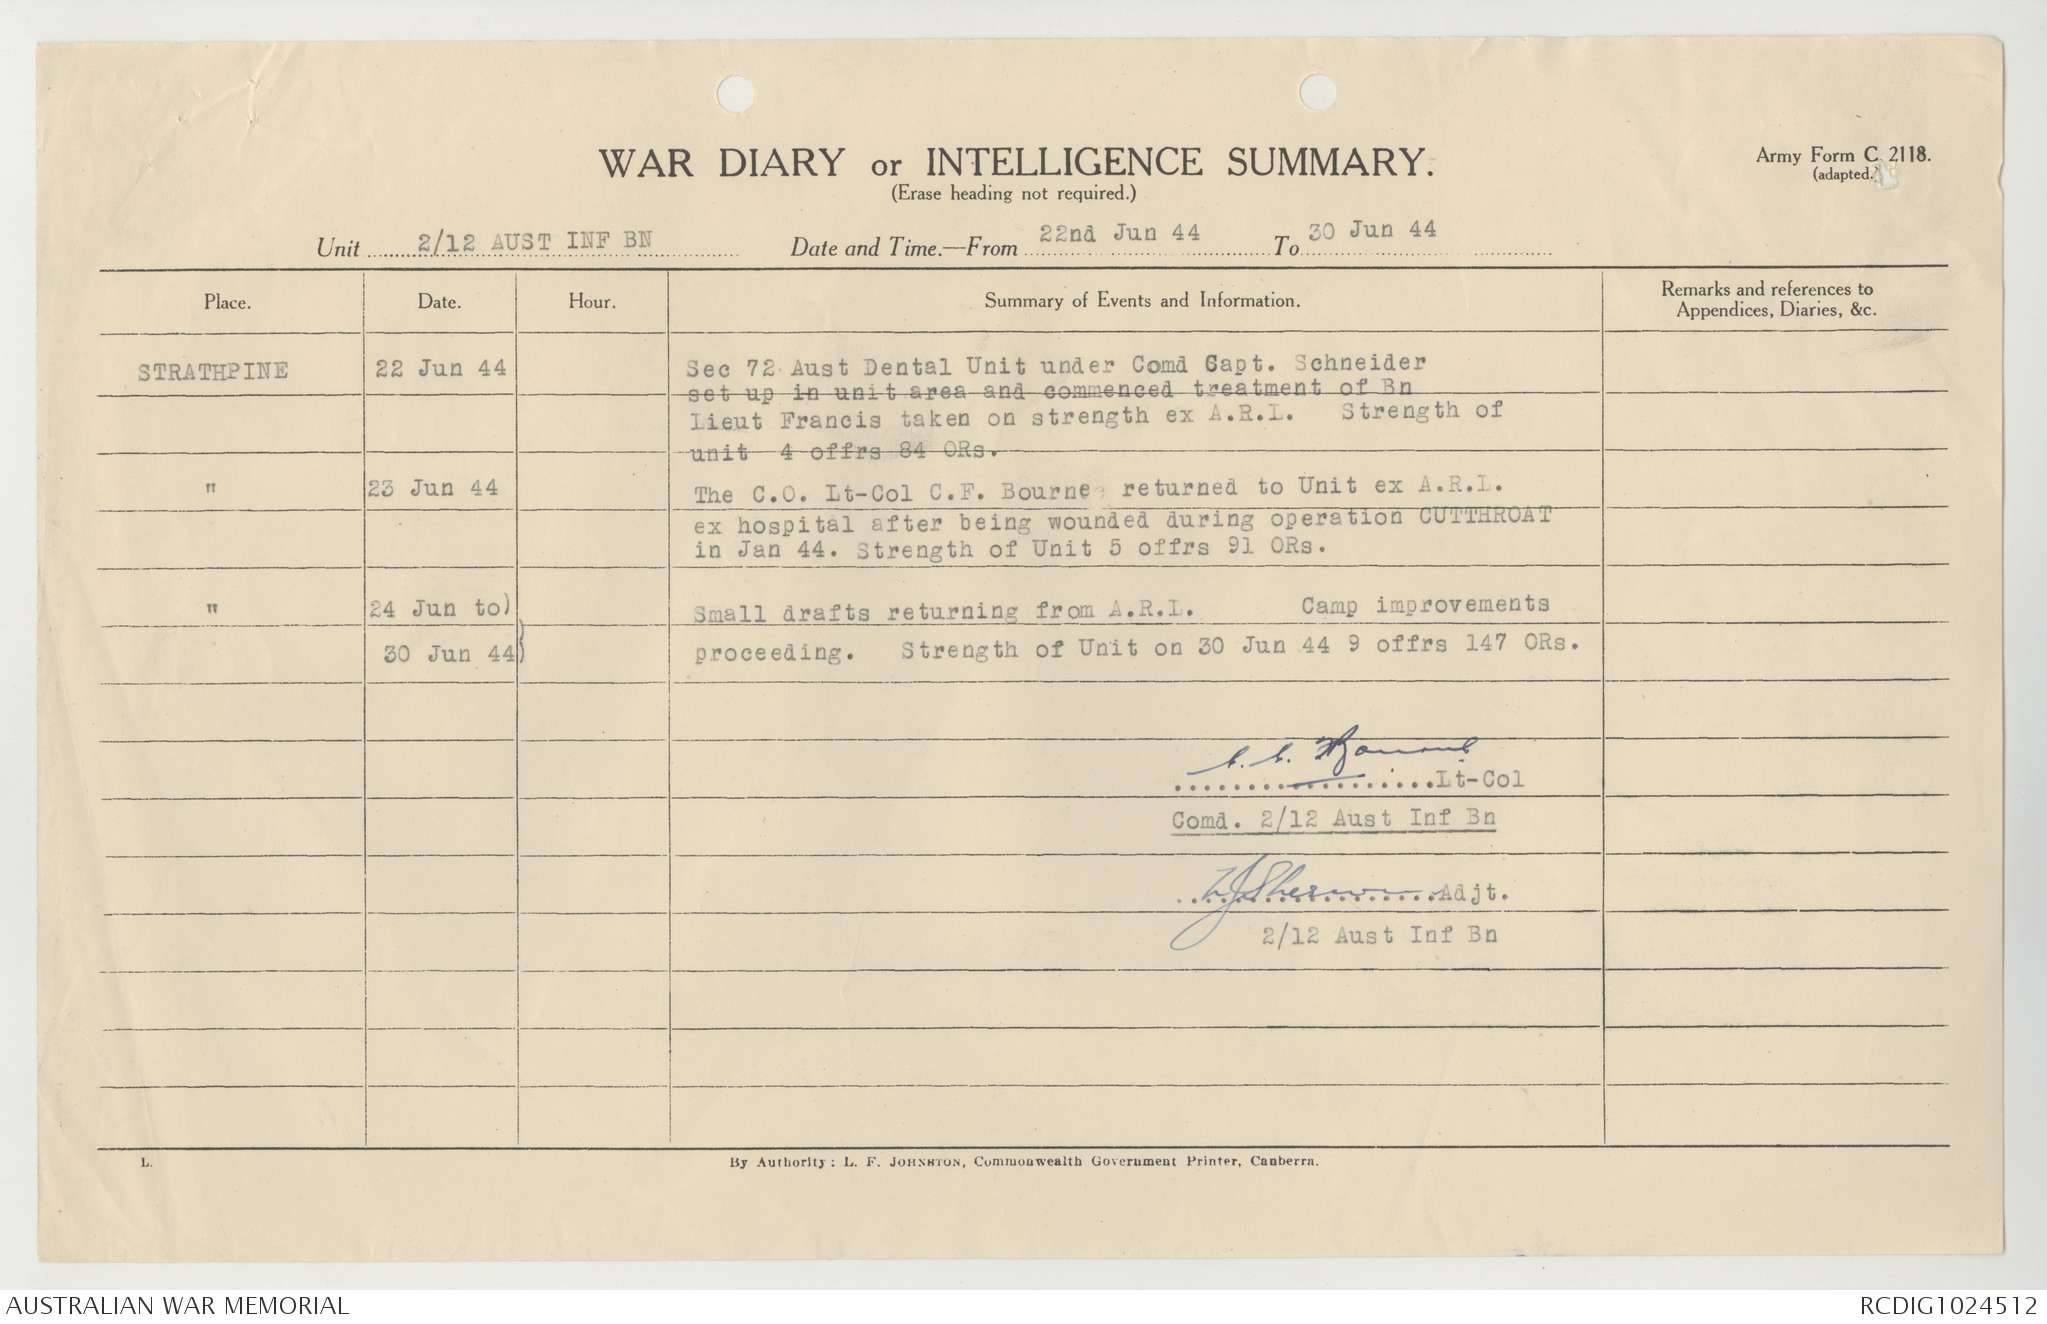 WAR DIARY or INTELLIGENCE SUMMARY.
(Erase heading not required.)
Army Form C. 2118.
(adapted.)
Unit 2/12 AUST INF BN Date and Time.—From 22nd Jun 44 To 30 Jun 44
Place. Date. Hour. Summary of Events and Information. Remarks and references to
Appendices, Diaries, &c.
STRATHPINE 22 Jun 44 Sec 72 Aust Dental Unit under Comd Capt. Schneider
set up in unit area and commenced treatment of Bn
Lieut Francis taken on strength ex A.R.L. Strength of
unit 4 offrs 84 ORs.
" 23 Jun 44 The C.O. Lt-Col C.F. Bourne returned to Unit ex A.R.L.
ex hospital after being wounded during operation CUTTHROAT
in Jan 44. Strength of Unit 5 offrs 91 ORs.
" 24 Jun to) Small drafts returning from A.R.L. Camp improvements
30 Jun 44) proceeding. Strength of Unit on 30 Jun 44 9 offrs 147 ORs.
Bourne
..................Lt-Col
Comd. 2/12 Aust Inf Bn
..................Adjt.
2/12 Aust Inf Bn
L. By Authority: L. F. JOHNSTON, Commonwealth Government Printer, Canberra.
AUSTRALIAN WAR MEMORIAL RCDIG1024512